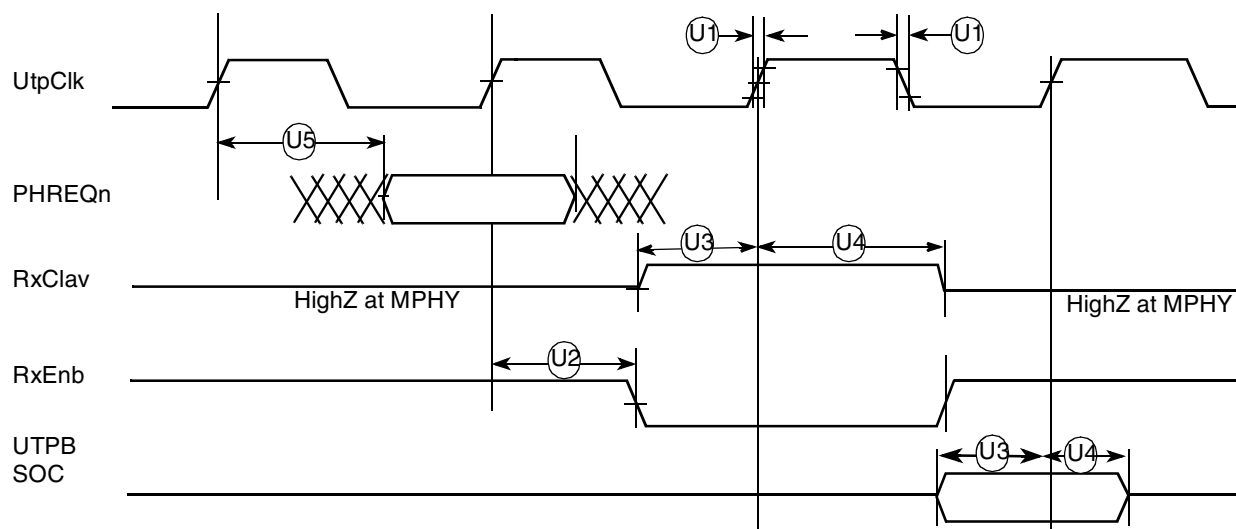 U1
U1
UtpClk
U5
PHREQn
U3
U4
RxClav
HighZ at MPHY
HighZ at MPHY
U2
RxEnb
UTPB
SOC
U3
U4